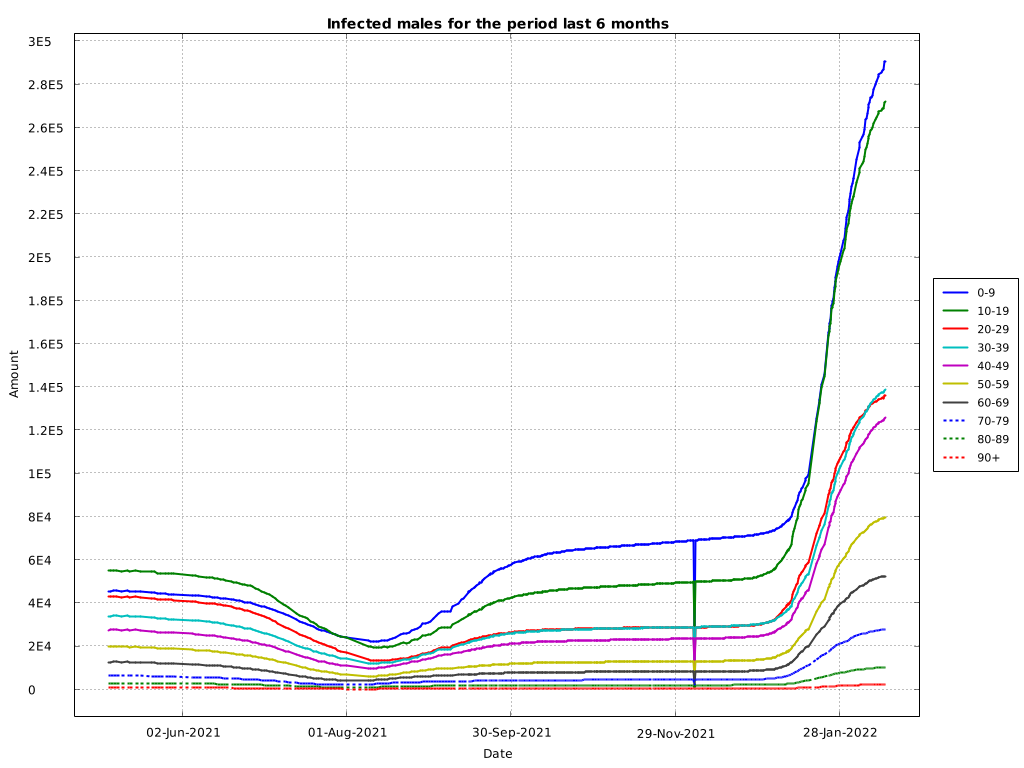 Infected males for the period last 6 months
3E5
2.8E5
2.6E5
2.4E5
2.2E5
2E5
1.8E5
1.6E5
1.4E5
1.2E5
1E5
8E4
6E4
4E4
2E4
0
Amount
02-Jun-2021
01-Aug-2021
30-Sep-2021
29-Nov-2021
28-Jan-2022
Date
0-9
10-19
20-29
30-39
40-49
50-59
60-69
70-79
80-89
90+